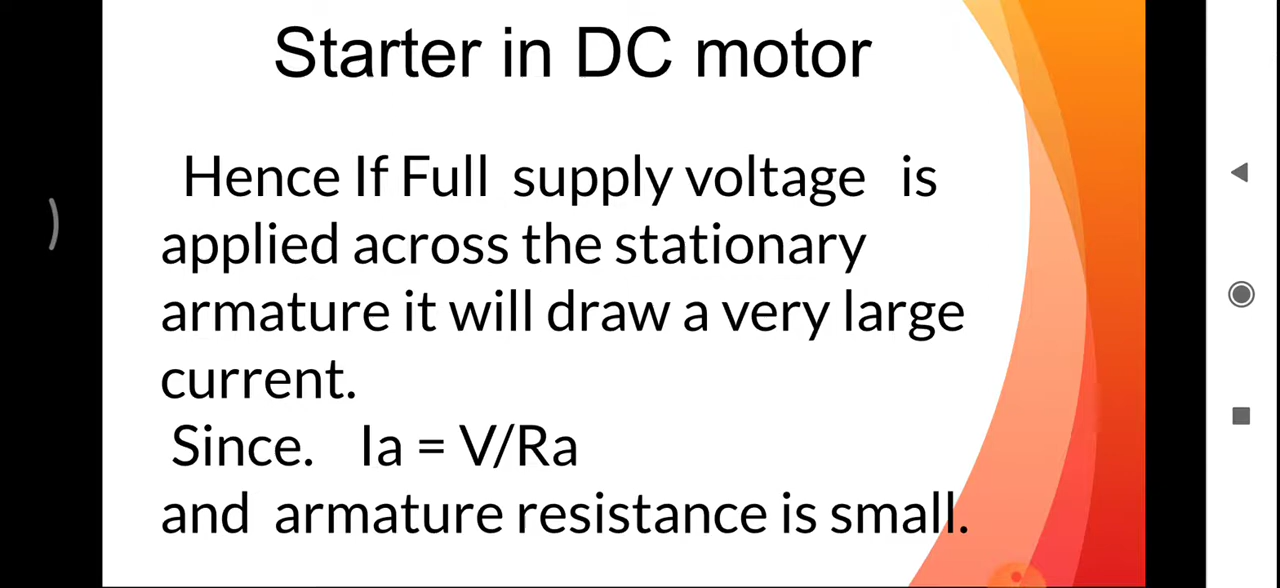 Starter in DC motor
Hence If Full supply voltage is
applied across the stationary
armature it will draw a very large
current.
Since. Ia = V/Ra
and armature resistance is small.